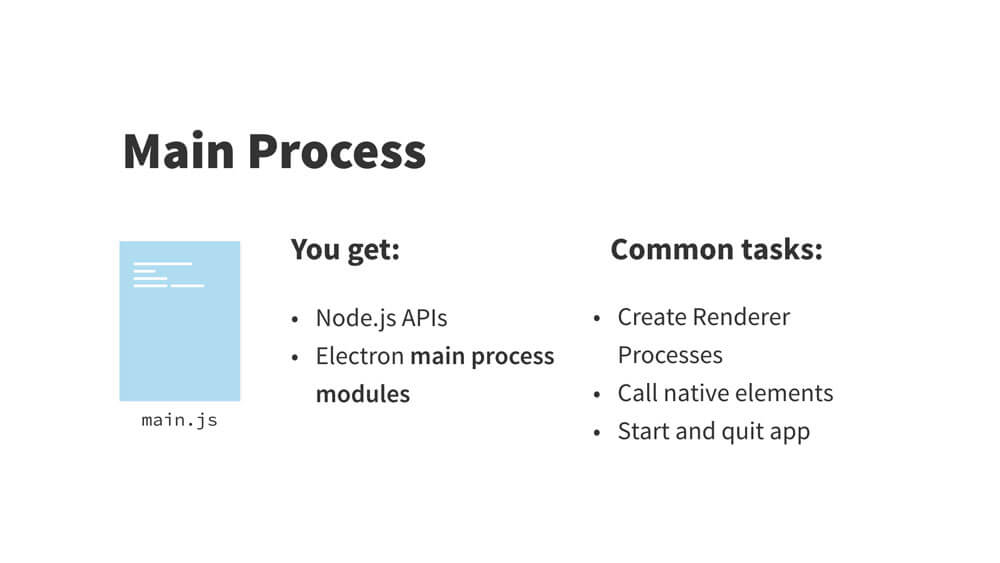 Main Process
You get:
• Node.js APIs
• Electron main process
modules
Common tasks:
• Create Renderer
Processes
• Call native elements
• Start and quit app
main.js